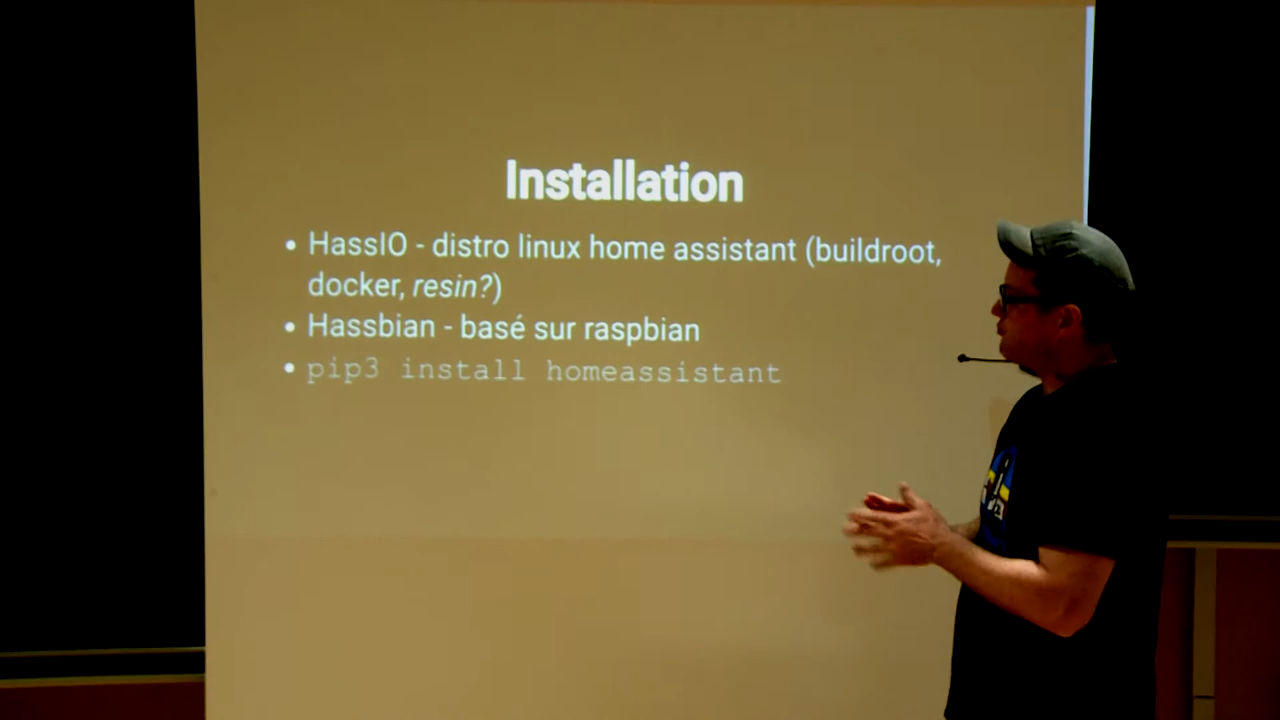 Installation
• HassIO - distro linux home assistant (buildroot,
docker, resin?)
• Hassbian - basé sur raspbian
• pip3 install homeassistant